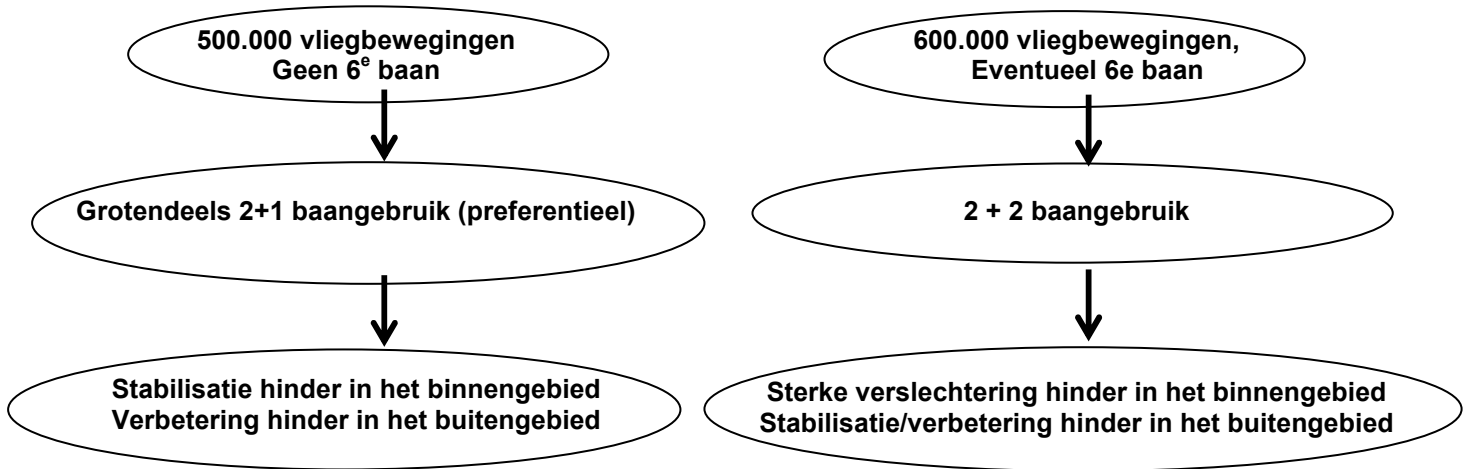 500.000 vliegbewegingen
Geen 6e baan
Grotendeels 2+1 baangebruik (preferentieel)
Stabilisatie hinder in het binnengebied
Verbetering hinder in het buitengebied
600.000 vliegbewegingen,
Eventueel 6e baan
2 + 2 baangebruik
Sterke verslechtering hinder in het binnengebied
Stabilisatie/verbetering hinder in het buitengebied